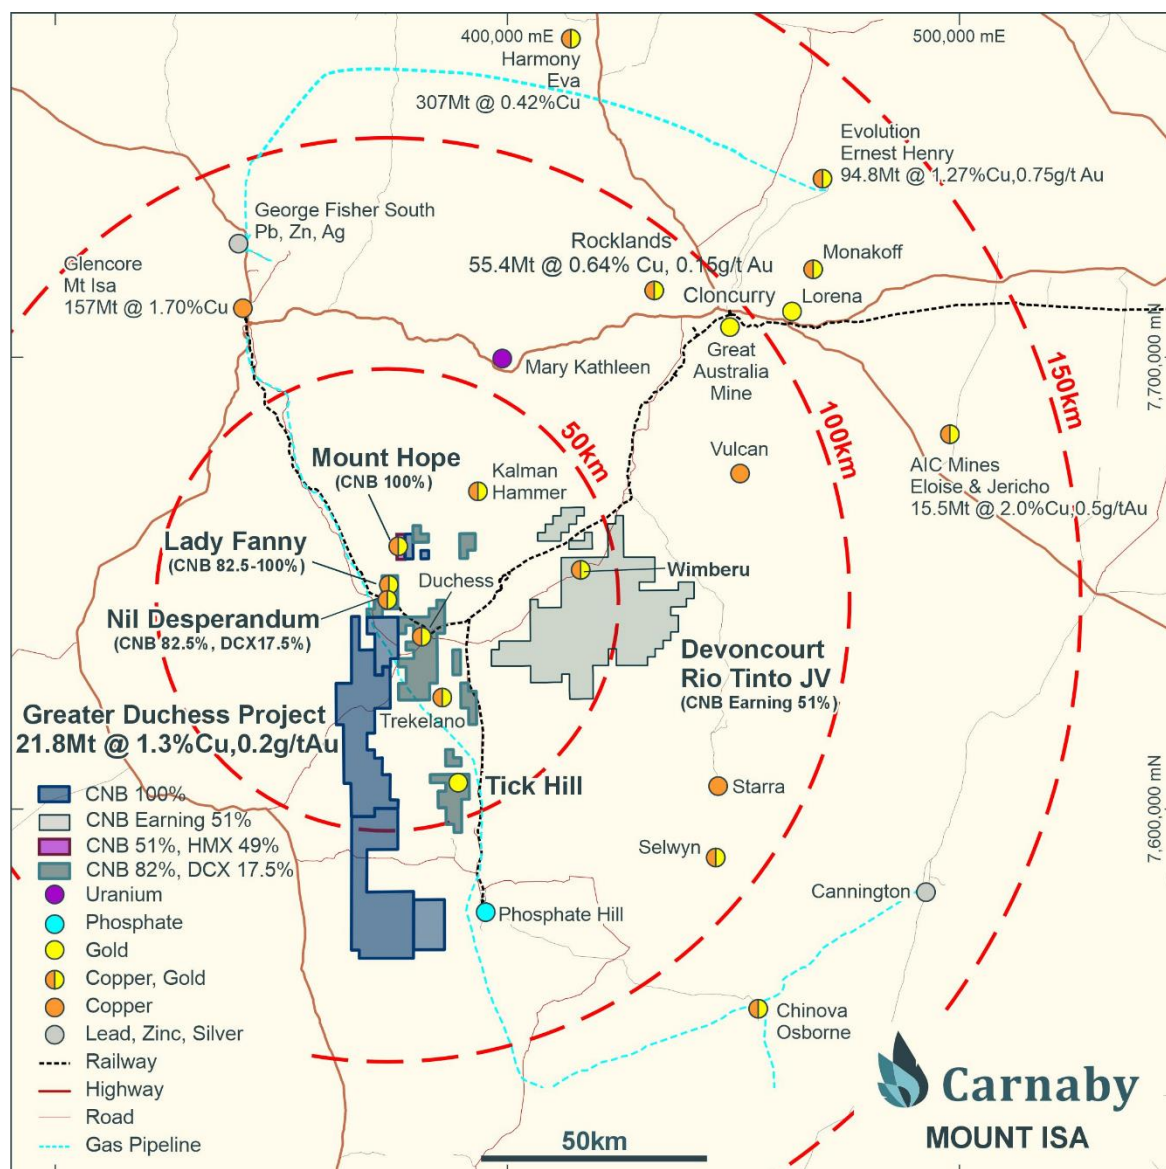 400,000 mE
500,000 mE
Harmony
Eva
307Mt @ 0.42%Cu
Evolution
Ernest Henry
94.8Mt @ 1.27%Cu,0.75g/t Au
George Fisher South
Pb, Zn, Ag
Glencore
Mt Isa
157Mt @ 1.70%Cu
Rocklands
55.4Mt @ 0.64% Cu, 0.15g/t Au
Monakoff
Cloncurry
Lorena
Great
Australia
Mine
7,700,000 mN
Mary Kathleen
50km
100km
150km
Mount Hope
(CNB 100%)
Kalman
Hammer
Vulcan
AIC Mines
Eloise & Jericho
15.5Mt @ 2.0%Cu,0.5g/tAu
Lady Fanny
(CNB 82.5-100%)
Duchess
Wimberu
Nil Desperandum
(CNB 82.5%, DCX17.5%)
Devoncourt
Rio Tinto JV
(CNB Earning 51%)
Greater Duchess Project
21.8Mt @ 1.3%Cu,0.2g/tAu
Trekelano
Tick Hill
Starra
7,600,000 mN
Selwyn
Cannington
Phosphate Hill
Chinova
Osborne
CNB 100%
CNB Earning 51%
CNB 51%, HMX 49%
CNB 82%, DCX 17.5%
Uranium
Phosphate
Gold
Copper, Gold
Copper
Lead, Zinc, Silver
Railway
Highway
Road
Gas Pipeline
50km
Carnaby
MOUNT ISA